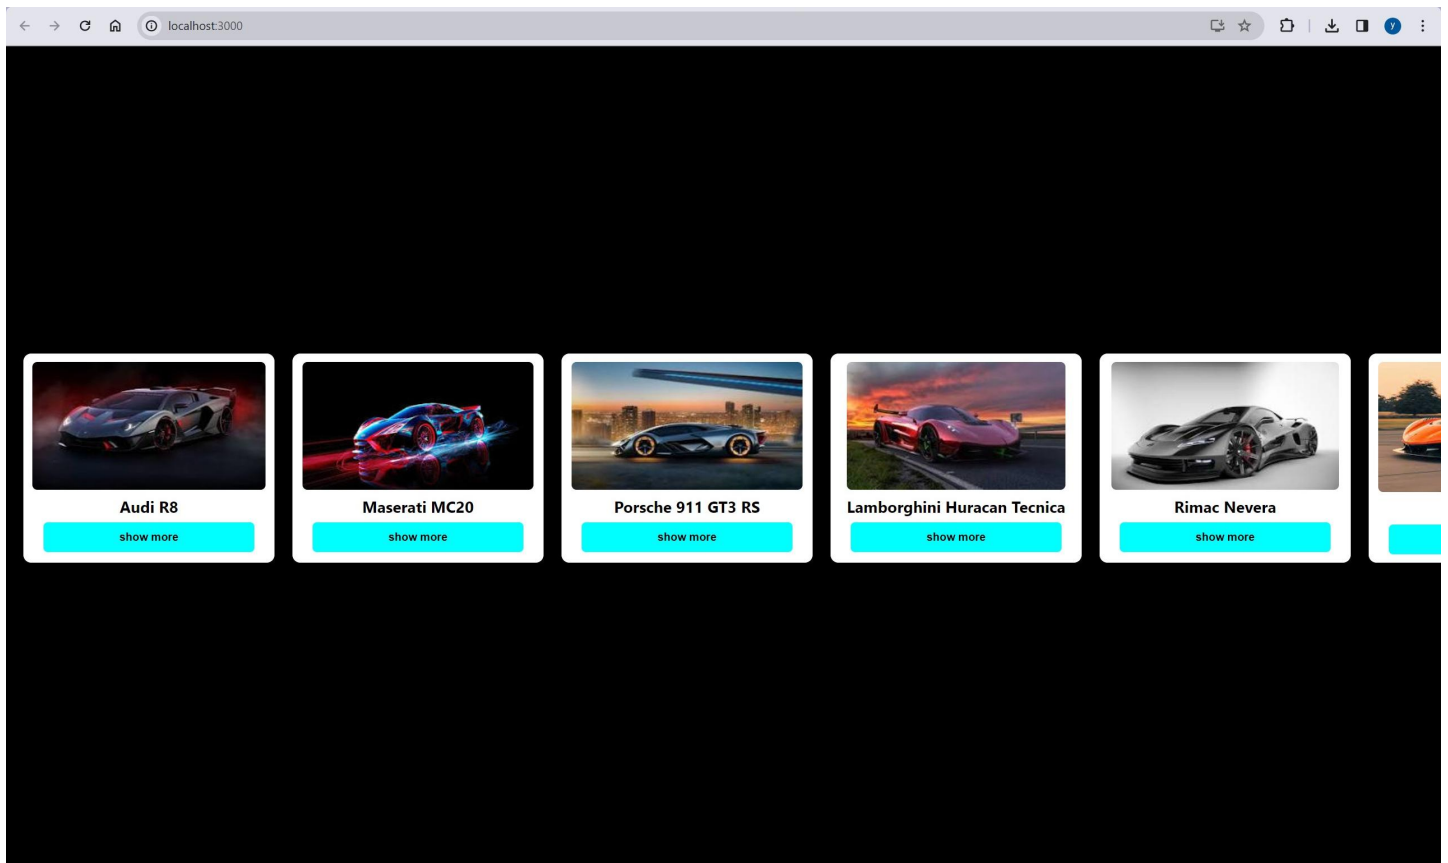 localhost:3000
y
Audi R8
show more
Maserati MC20
show more
Porsche 911 GT3 RS
show more
Lamborghini Huracan Tecnica
show more
Rimac Nevera
show more